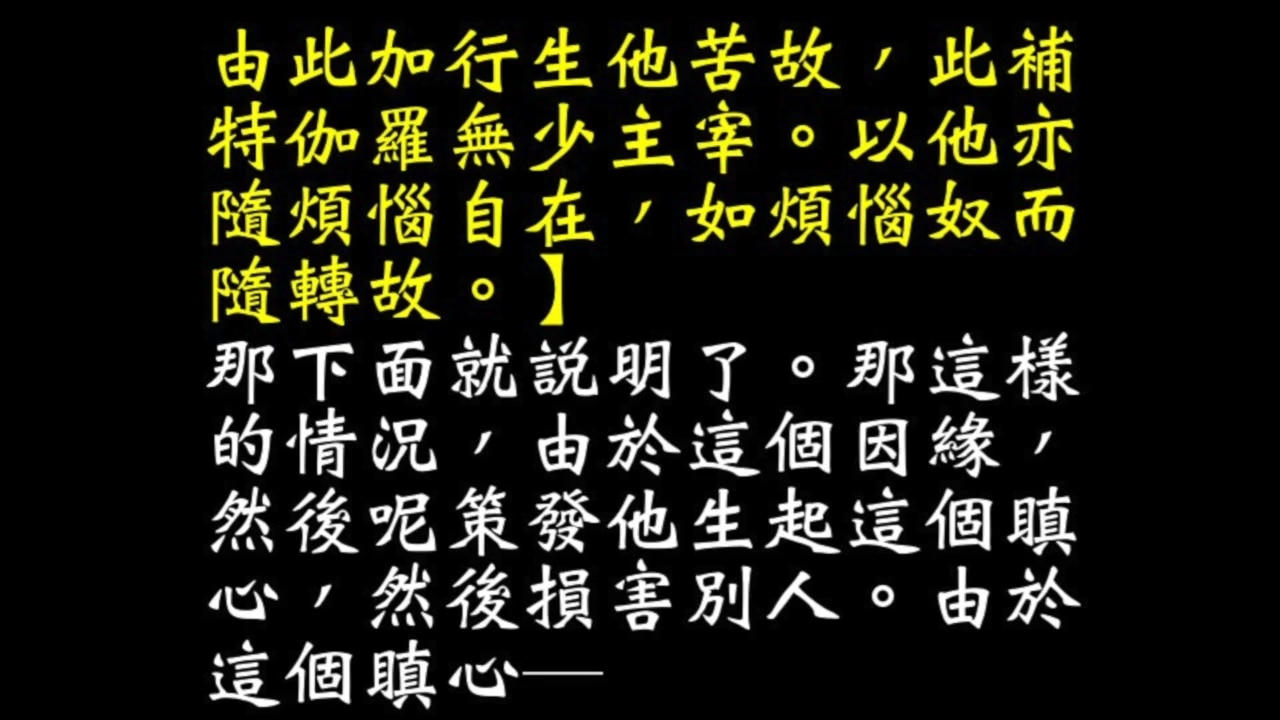 由此加行生他苦故，此補
特伽羅無少主宰。以他亦
隨煩惱自在，如煩惱奴而
隨轉故。】
那下面就説明了。那這樣
的情況，由於這個因緣，
然後呢策發他生起這個瞋
心，然後損害別人。由於
這個瞋心──